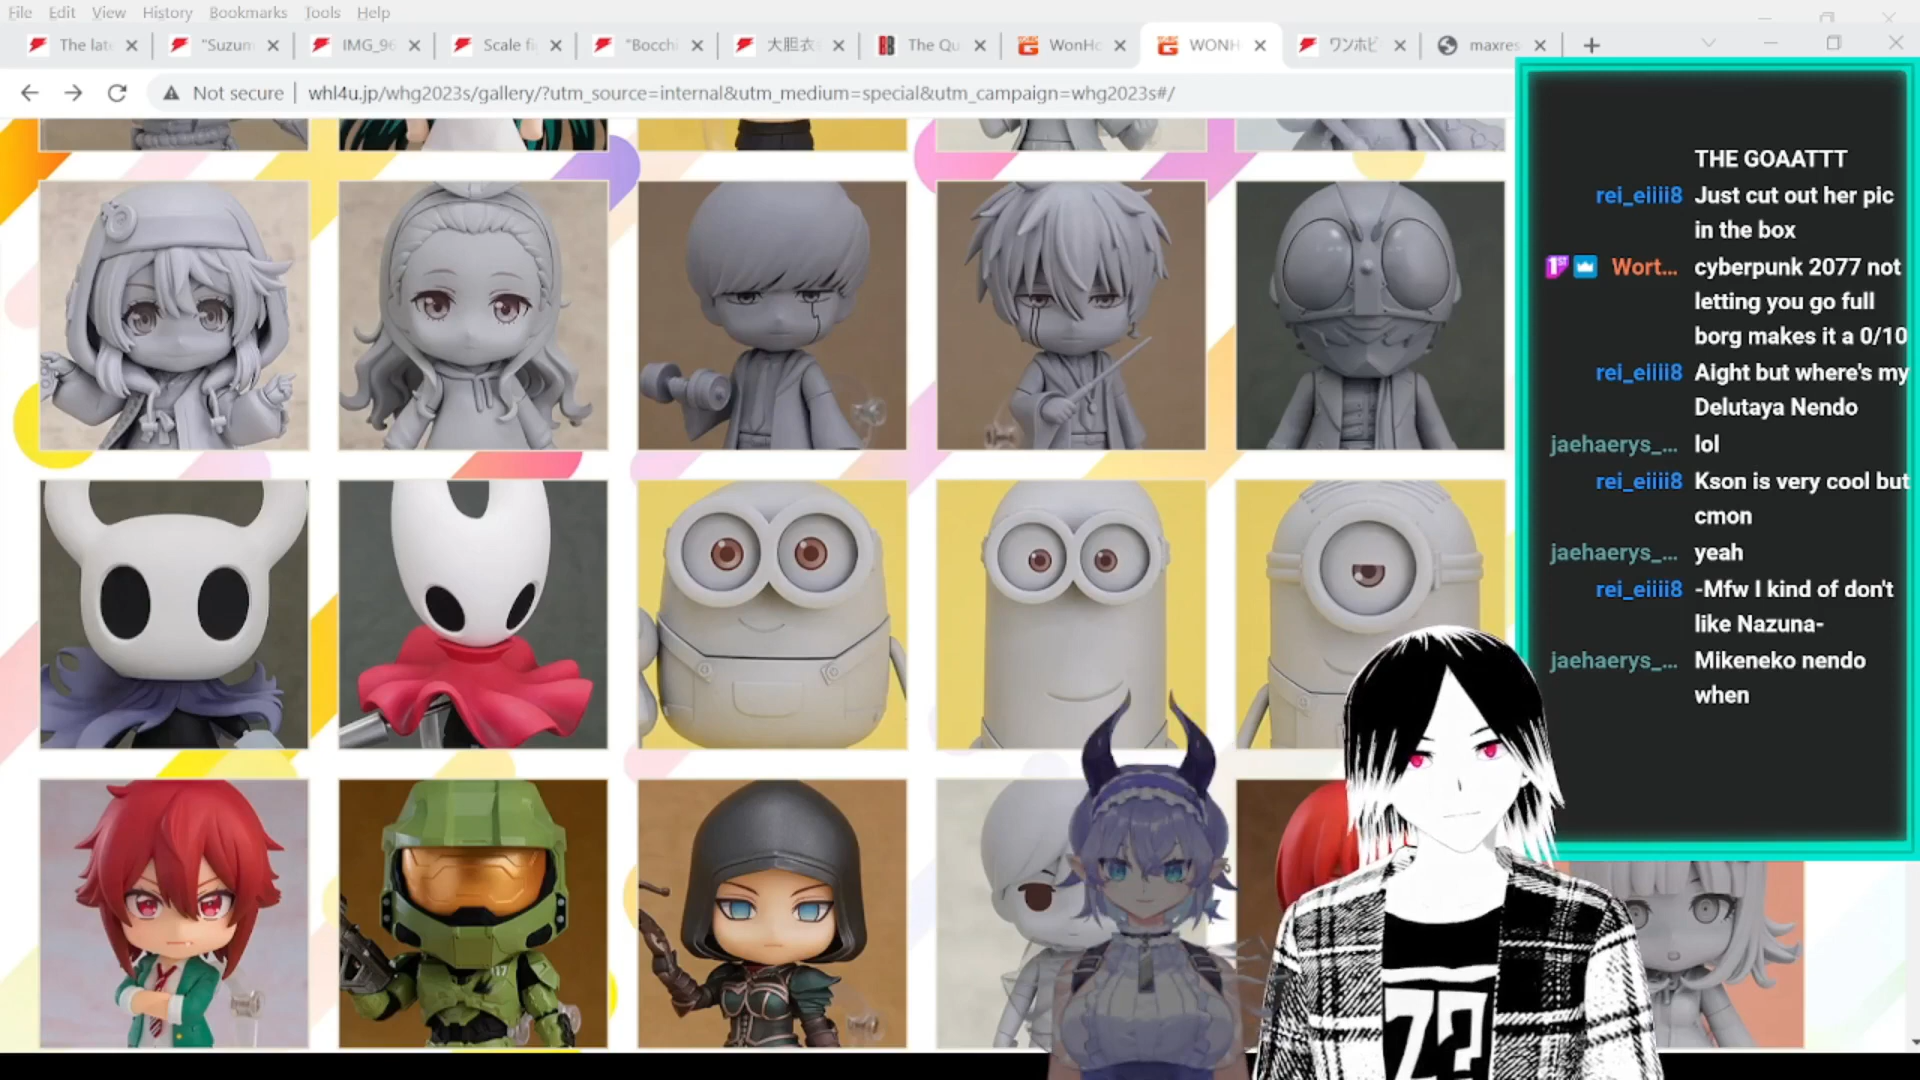 File Edit View History Bookmarks Tools Help
The late "Suzum IMG_96 Scale fi "Bocchi 大胆衣 The Qu WonHo WONH ワンホビ maxres
Not secure whl4u.jp/whg2023s/gallery/?utm_source=internal&utm_medium=special&utm_campaign=whg2023s#/
THE GOAATTT
rei_eiiii8 Just cut out her pic
in the box
1ST Wort... cyberpunk 2077 not
letting you go full
borg makes it a 0/10
rei_eiiii8 Aight but where's my
Delutaya Nendo
jaehaerys_... lol
rei_eiiii8 Kson is very cool but
cmon
jaehaerys_... yeah
rei_eiiii8 -Mfw I kind of don't
like Nazuna-
jaehaerys_... Mikeneko nendo
when
117